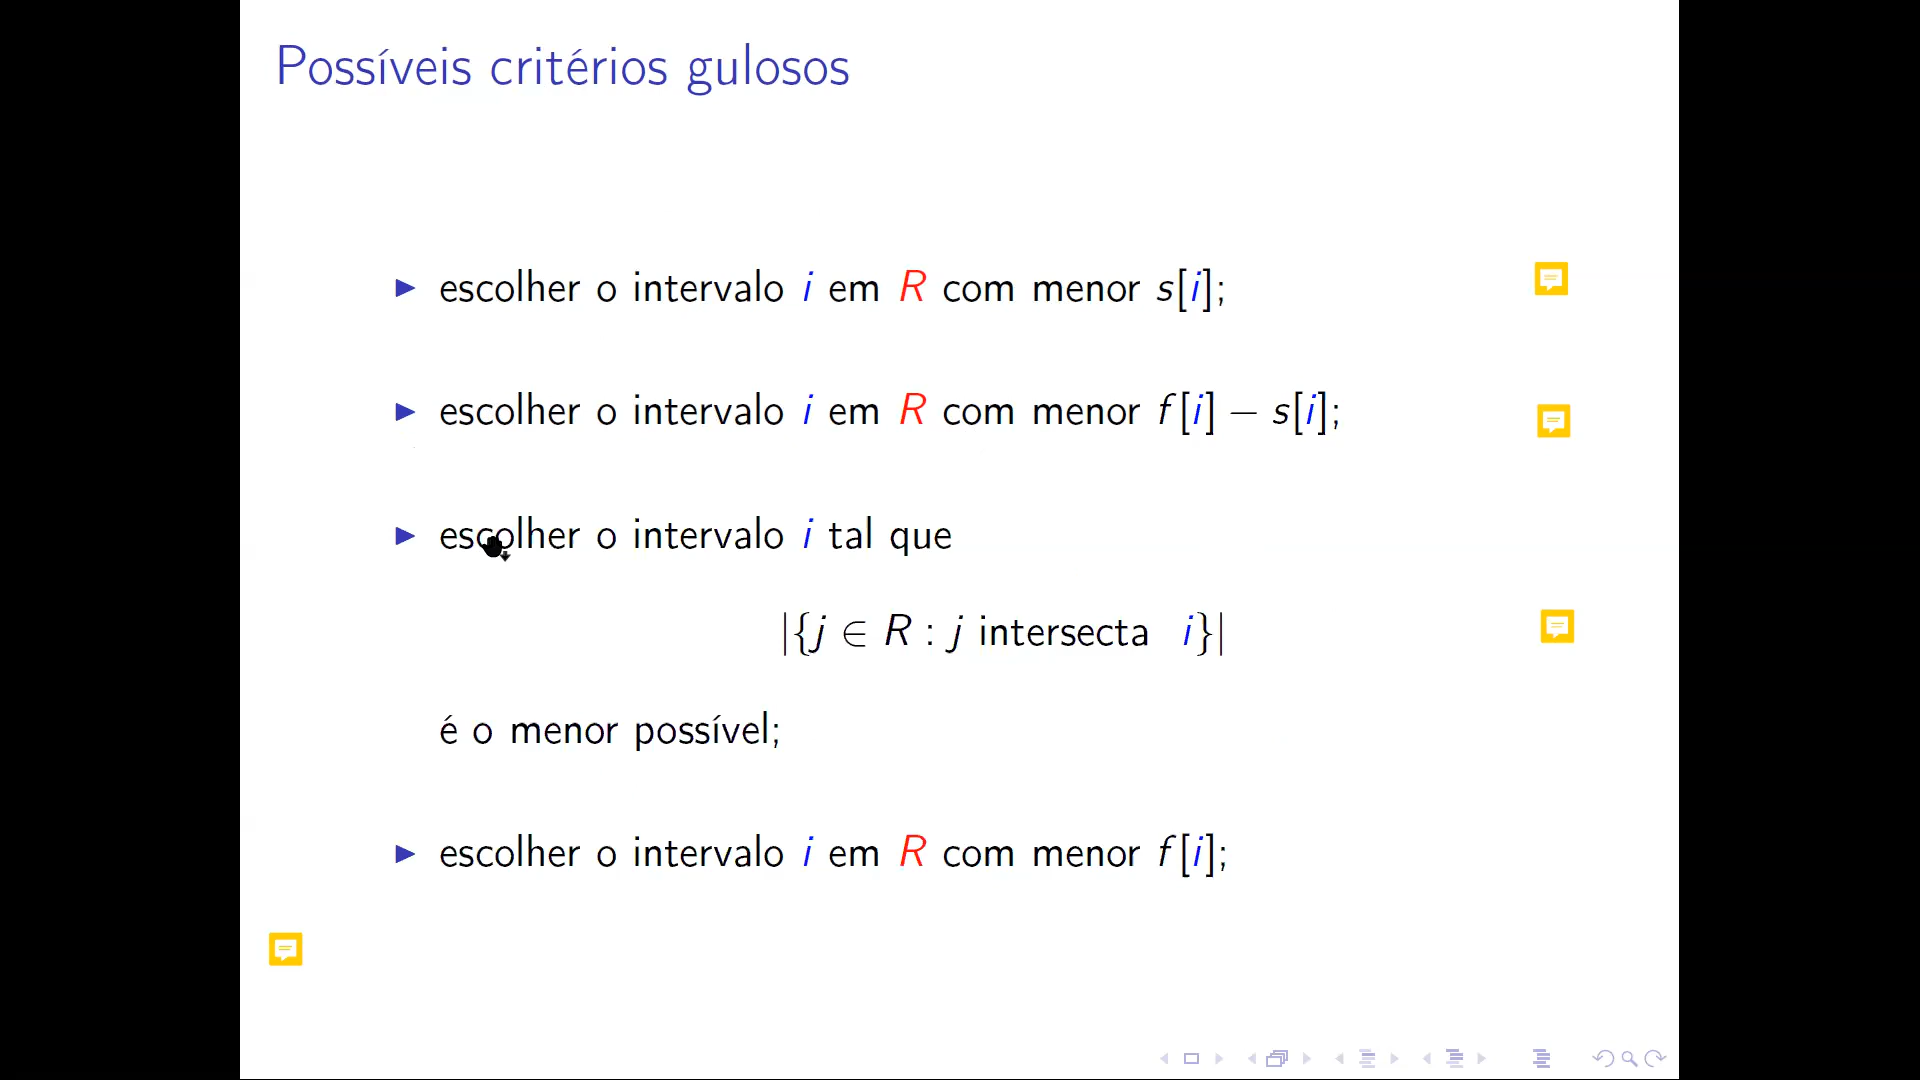 Possíveis critérios gulosos
▶ escolher o intervalo i em R com menor s[i];
▶ escolher o intervalo i em R com menor f[i] − s[i];
▶ escolher o intervalo i tal que
|{j ∈ R : j intersecta i}|
é o menor possível;
▶ escolher o intervalo i em R com menor f[i];